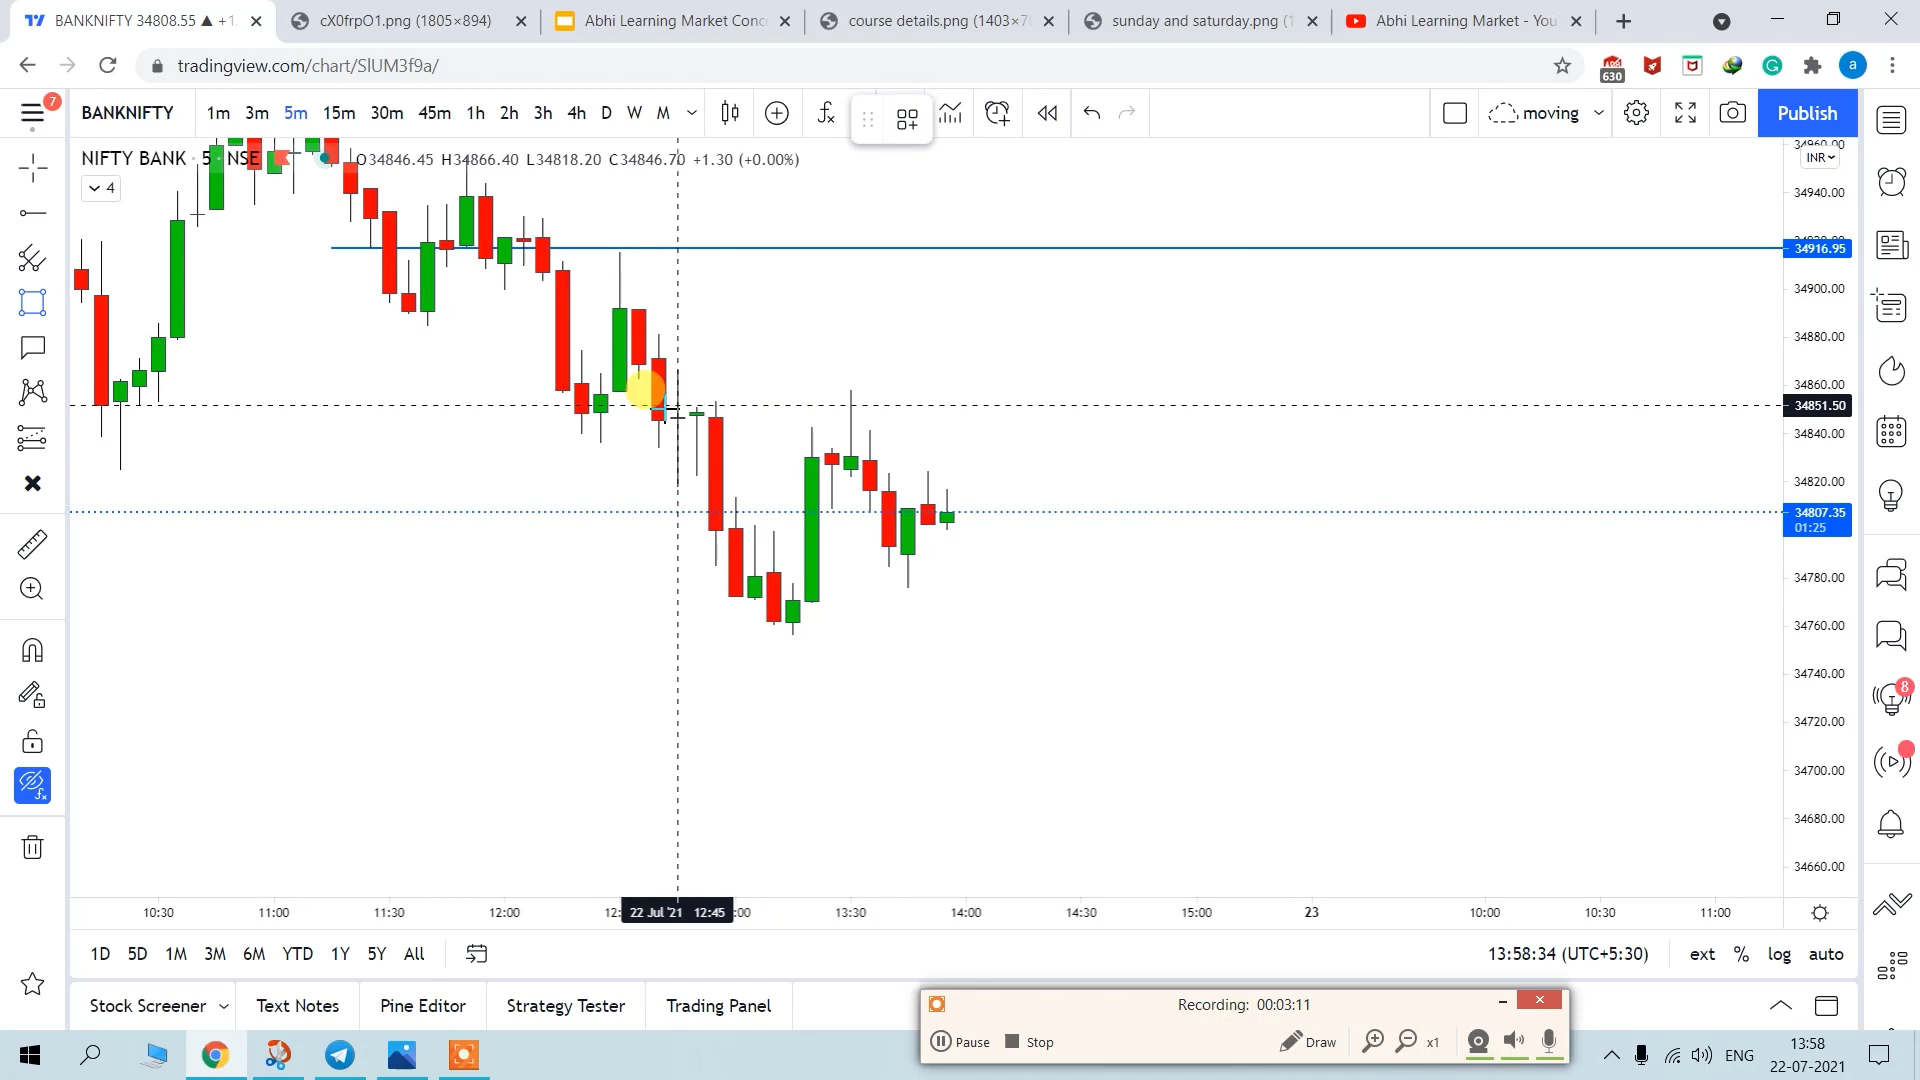 BANKNIFTY 34808.55 ▲ +1.
cX0frpO1.png (1805×894)
Abhi Learning Market Conc
course details.png (1403×7
sunday and saturday.png (1
Abhi Learning Market - You
tradingview.com/chart/SlUM3f9a/
630
a
7
BANKNIFTY 1m 3m 5m 15m 30m 45m 1h 2h 3h 4h D W M
moving
Publish
NIFTY BANK · 5 · NSE O34846.45 H34866.40 L34818.20 C34846.70 +1.30 (+0.00%)
4
INR
34960.00
34940.00
34916.95
34900.00
34880.00
34860.00
34851.50
34840.00
34820.00
34807.35
01:25
34780.00
34760.00
34740.00
34720.00
34700.00
34680.00
34660.00
8
10:30 11:00 11:30 12:00 22 Jul '21 12:45 13:30 14:00 14:30 15:00 23 10:00 10:30 11:00
1D 5D 1M 3M 6M YTD 1Y 5Y All
13:58:34 (UTC+5:30) ext % log auto
Stock Screener Text Notes Pine Editor Strategy Tester Trading Panel
Recording: 00:03:11
Pause Stop Draw x1
ENG
13:58
22-07-2021